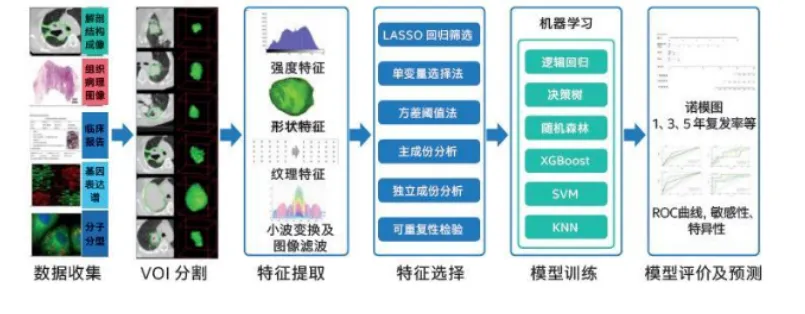 解剖
结构
成像
组织
病理
图像
临床
报告
基因
表达
谱
分子
分型
数据收集
VOI 分割
强度特征
形状特征
纹理特征
小波变换及
图像滤波
特征提取
LASSO 回归筛选
单变量选择法
方差阈值法
主成份分析
独立成份分析
可重复性检验
特征选择
机器学习
逻辑回归
决策树
随机森林
XGBoost
SVM
KNN
模型训练
诺模图
1、3、5 年复发率等
ROC曲线, 敏感性、
特异性
模型评价及预测